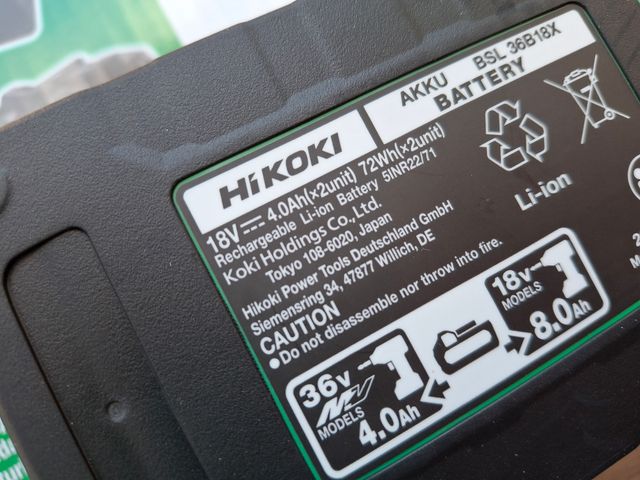 HiKOKI
AKKU BSL 36B18X
BATTERY
18V ⎓ 4.0Ah(×2unit) 72Wh(×2unit)
Rechargeable Li-ion Battery 5INR22/71
Koki Holdings Co., Ltd.
Tokyo 108-6020, Japan
Hikoki Power Tools Deutschland GmbH
Siemensring 34, 47877 Willich, DE
CAUTION
● Do not disassemble nor throw into fire.
Li-ion
36V
MV
MODELS
4.0Ah
18V
MODELS
8.0Ah